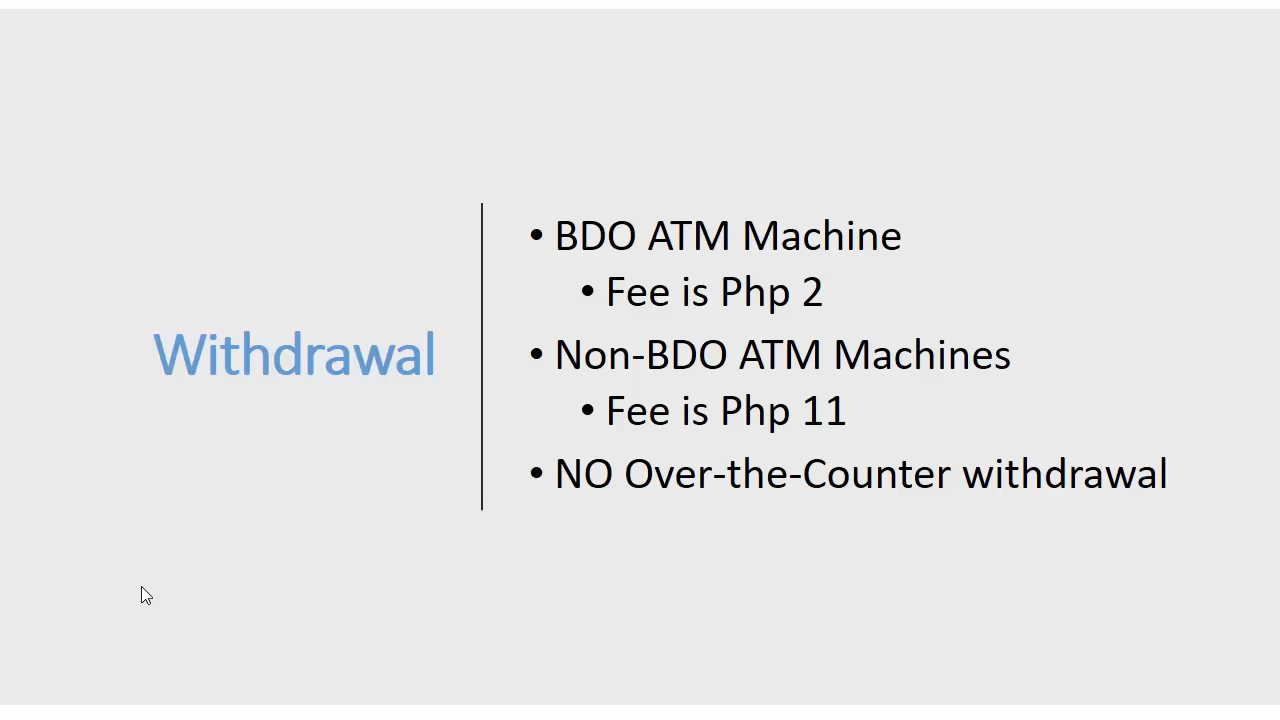 Withdrawal
• BDO ATM Machine
• Fee is Php 2
• Non-BDO ATM Machines
• Fee is Php 11
• NO Over-the-Counter withdrawal